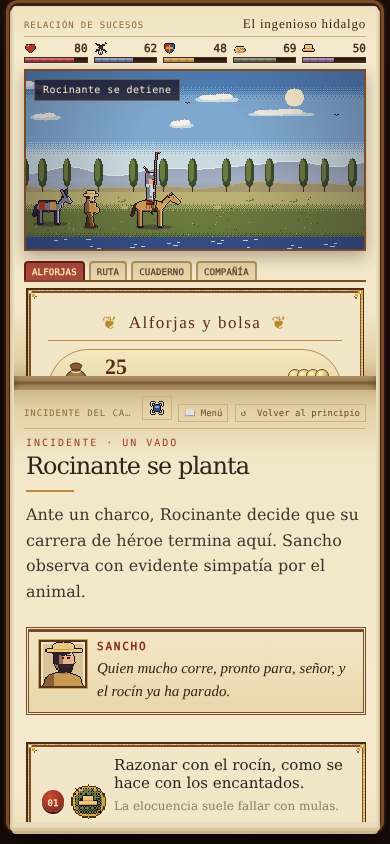 RELACIÓN DE SUCESOS
El ingenioso hidalgo
80
62
48
69
50
Rocinante se detiene
ALFORJAS
RUTA
CUADERNO
COMPAÑÍA
Alforjas y bolsa
25
INCIDENTE DEL CA…
Menú
↺ Volver al principio
INCIDENTE · UN VADO
Rocinante se planta
Ante un charco, Rocinante decide que su
carrera de héroe termina aquí. Sancho
observa con evidente simpatía por el
animal.
SANCHO
Quien mucho corre, pronto para, señor, y
el rocín ya ha parado.
01
Razonar con el rocín, como se
hace con los encantados.
La elocuencia suele fallar con mulas.